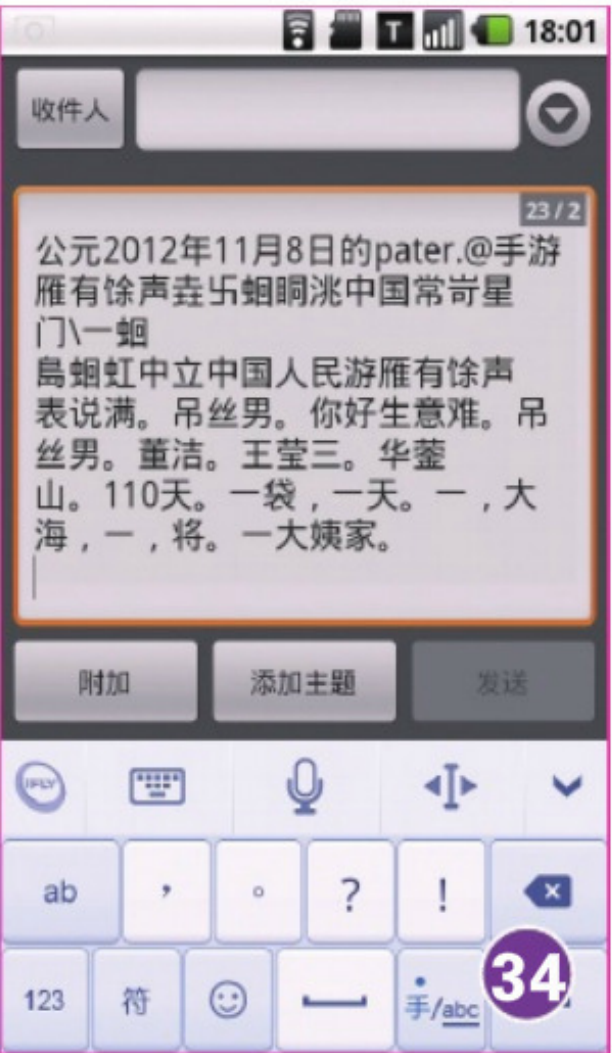 18:01
收件人
23/2
公元2012年11月8日的pater.@手游
雁有馀声垚卐蛔眮洮中国常岢星
门\一蛔
島蛔虹中立中国人民游雁有馀声
表说满。吊丝男。你好生意难。吊
丝男。董洁。王莹三。华蓥
山。110天。一袋，一天。一，大
海，一，将。一大姨家。
附加 添加主题 发送
iFLY
ab ， 。 ? !
123 符 手/abc 34